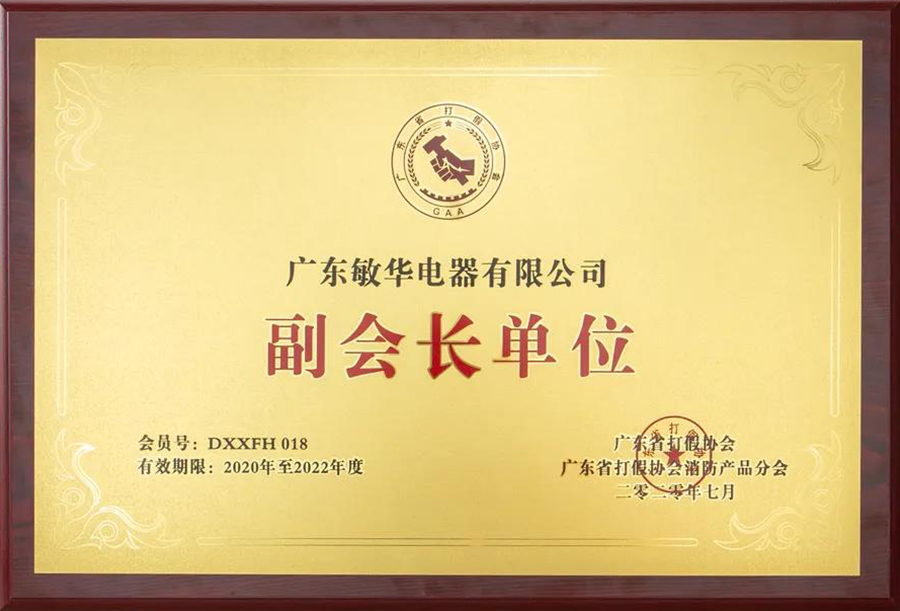 广东省打假协会
GAA
广东敏华电器有限公司
副会长单位
会员号：DXXFH 018
有效期限：2020年至2022年度
广东省打假协会
广东省打假协会消防产品分会
二零二零年七月